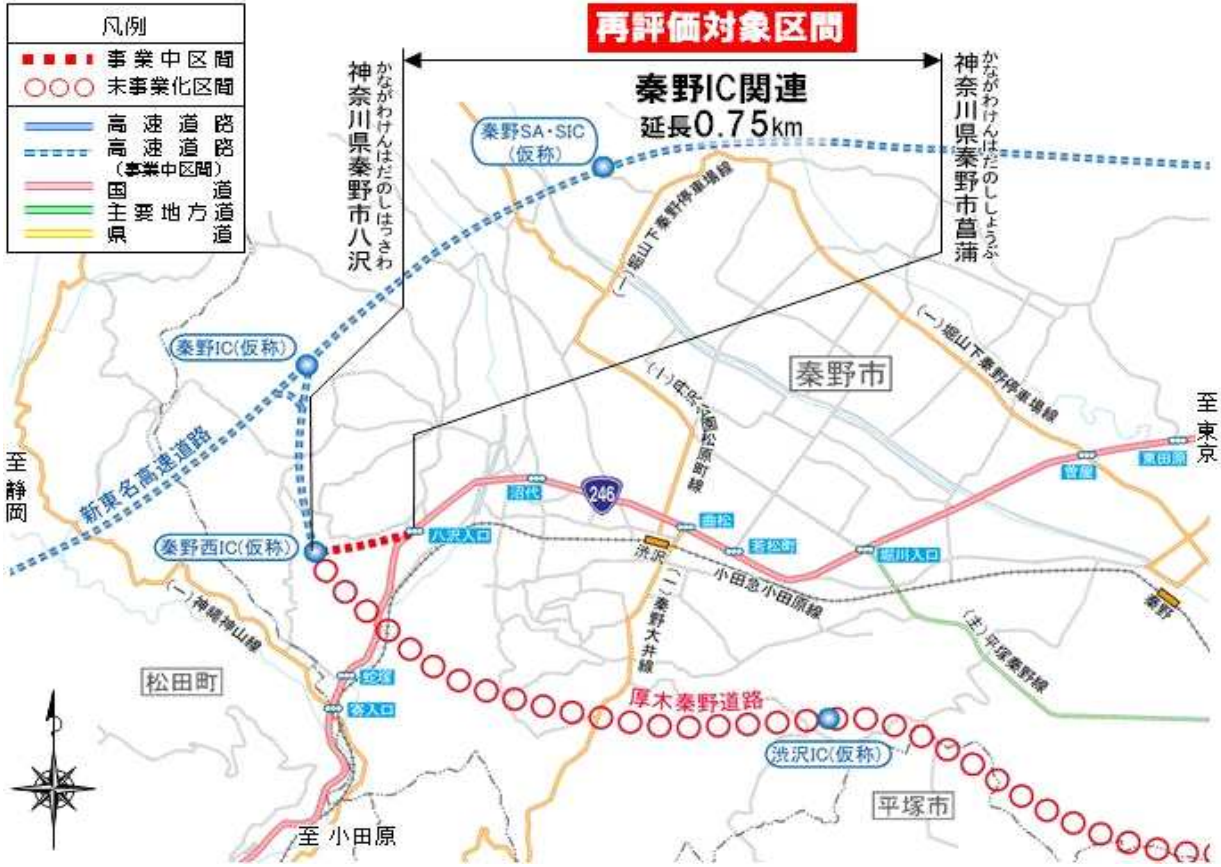 凡例
事業中区間
未事業化区間
高速道路
高速道路
(事業中区間)
国道
主要地方道
県道
再評価対象区間
秦野IC関連
延長0.75km
かながわけんはだのしはっさわ
神奈川県秦野市八沢
かながわけんはだのししょうぶ
神奈川県秦野市菖蒲
秦野SA・SIC
(仮称)
(一)堀山下秦野停車場線
秦野IC(仮称)
(一)堀山下秦野停車場線
秦野市
至東京
至静岡
新東名高速道路
246
沼代
曲松
若松町
曽屋
東田原
秦野西IC(仮称)
八沢入口
渋沢
小田急小田原線
堀川入口
秦野
(一)神縄神山線
(一)秦野大井線
(主)平塚秦野線
松田町
蛇塚
寄入口
厚木秦野道路
渋沢IC(仮称)
平塚市
至 小田原